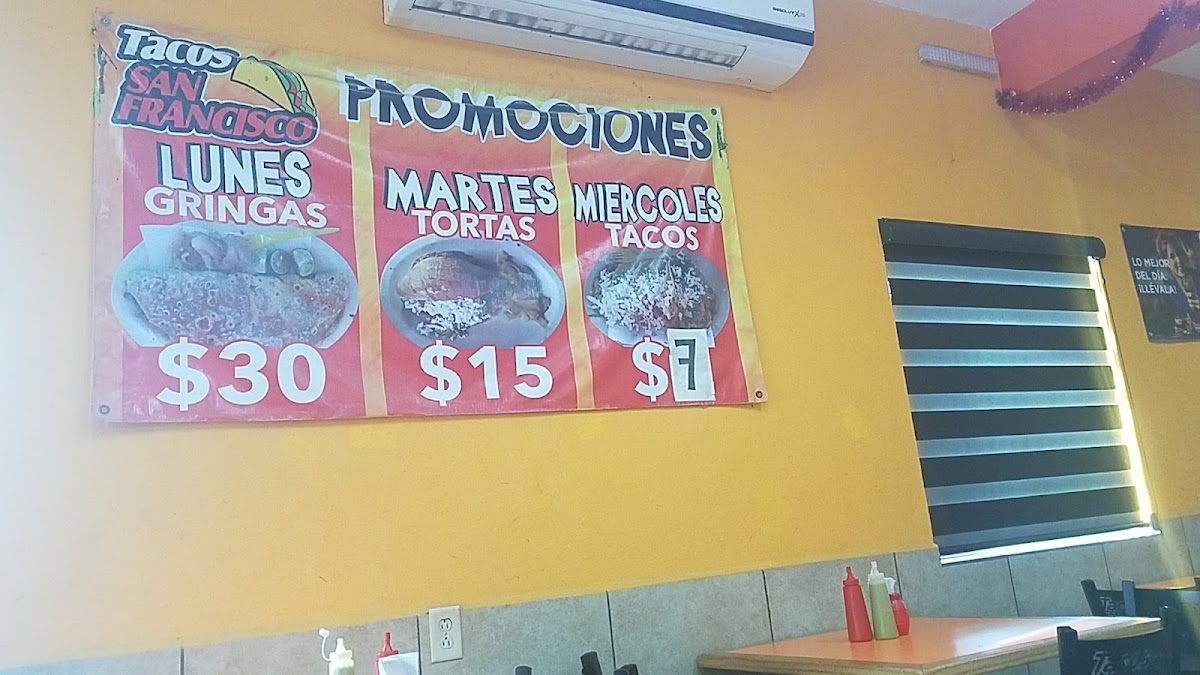 Tacos
SAN
FRANCISCO
PROMOCIONES
LUNES
GRINGAS
$30
MARTES
TORTAS
$15
MIERCOLES
TACOS
$7
LO MEJOR
DEL DÍA.
¡LLÉVALA!